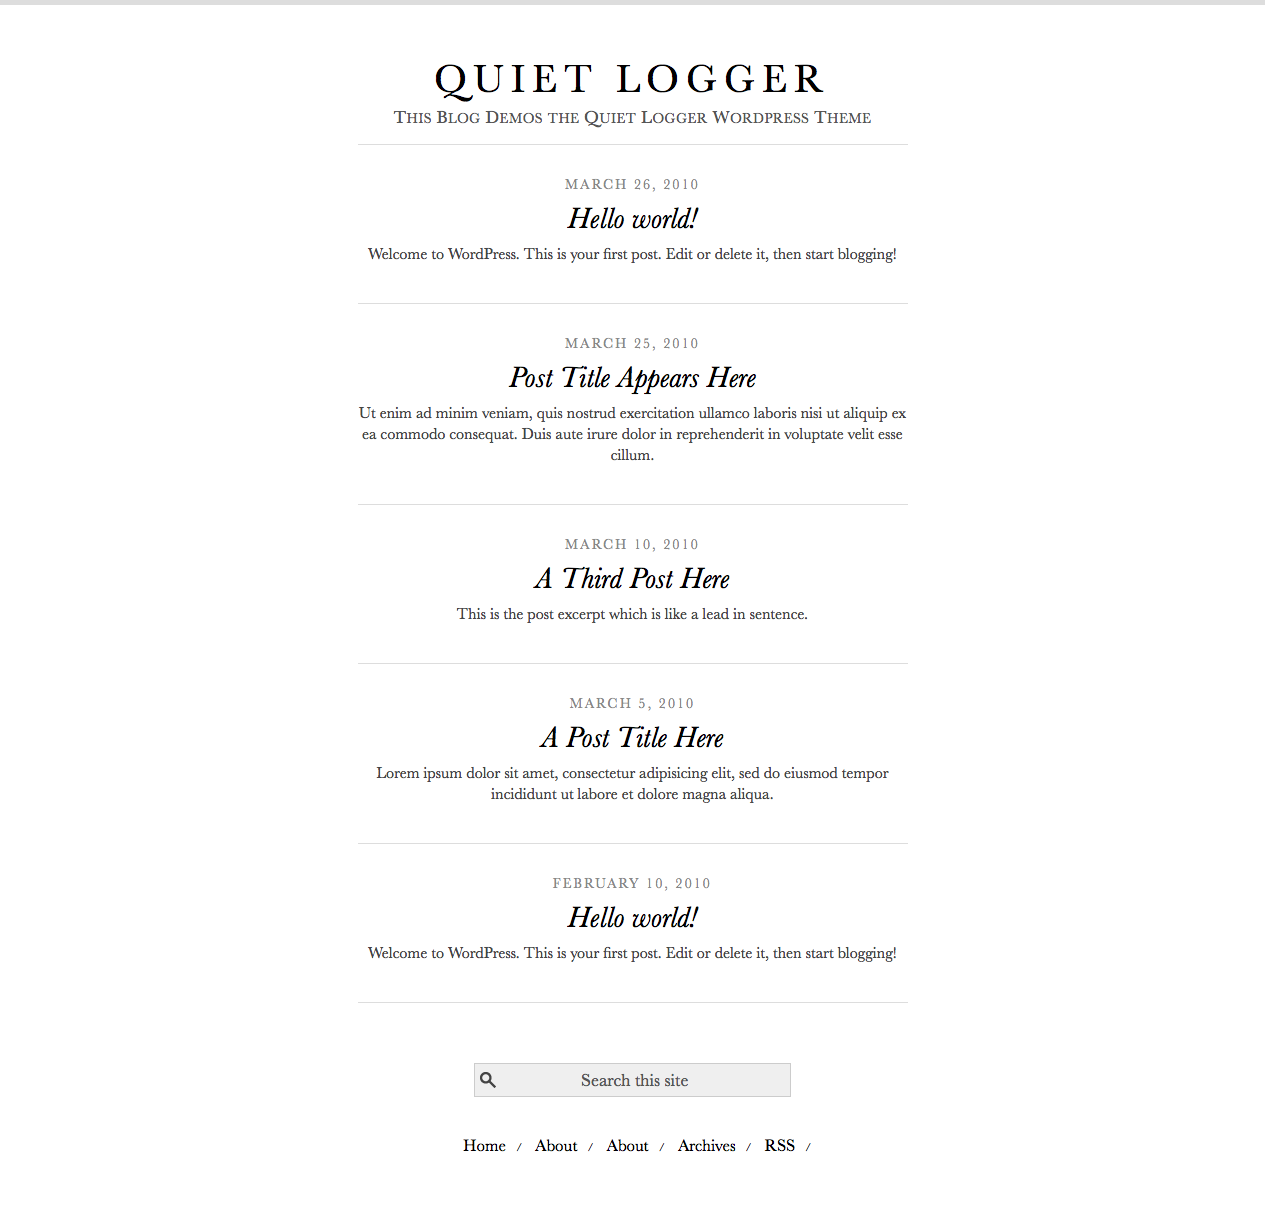 QUIET LOGGER
This Blog Demos the Quiet Logger Wordpress Theme
MARCH 26, 2010
Hello world!
Welcome to WordPress. This is your first post. Edit or delete it, then start blogging!
MARCH 25, 2010
Post Title Appears Here
Ut enim ad minim veniam, quis nostrud exercitation ullamco laboris nisi ut aliquip ex
ea commodo consequat. Duis aute irure dolor in reprehenderit in voluptate velit esse
cillum.
MARCH 10, 2010
A Third Post Here
This is the post excerpt which is like a lead in sentence.
MARCH 5, 2010
A Post Title Here
Lorem ipsum dolor sit amet, consectetur adipisicing elit, sed do eiusmod tempor
incididunt ut labore et dolore magna aliqua.
FEBRUARY 10, 2010
Hello world!
Welcome to WordPress. This is your first post. Edit or delete it, then start blogging!
Search this site
Home / About / About / Archives / RSS /